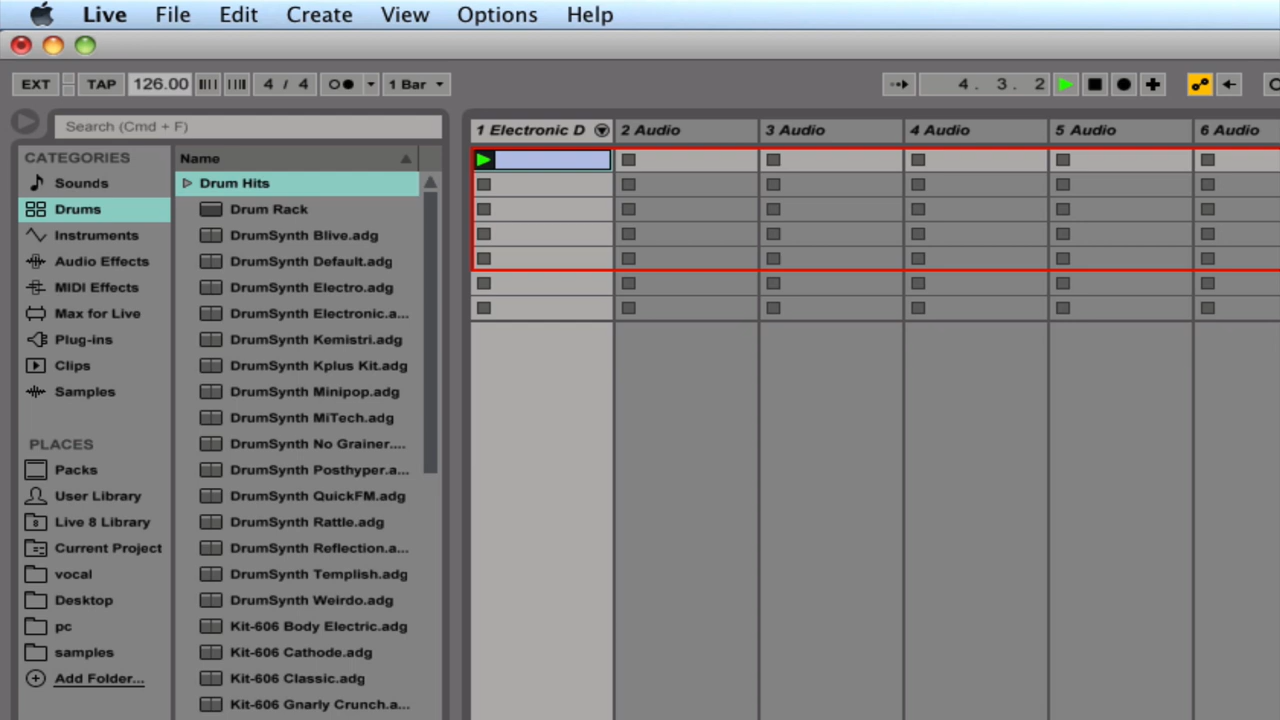 Live File Edit Create View Options Help
EXT TAP 126.00 4 / 4 1 Bar 4. 3. 2
Search (Cmd + F)
1 Electronic D 2 Audio 3 Audio 4 Audio 5 Audio 6 Audio
CATEGORIES
Sounds
Drums
Instruments
Audio Effects
MIDI Effects
Max for Live
Plug-ins
Clips
Samples
PLACES
Packs
User Library
Live 8 Library
Current Project
vocal
Desktop
pc
samples
Add Folder...
Name
Drum Hits
Drum Rack
DrumSynth Blive.adg
DrumSynth Default.adg
DrumSynth Electro.adg
DrumSynth Electronic.a...
DrumSynth Kemistri.adg
DrumSynth Kplus Kit.adg
DrumSynth Minipop.adg
DrumSynth MiTech.adg
DrumSynth No Grainer....
DrumSynth Posthyper.a...
DrumSynth QuickFM.adg
DrumSynth Rattle.adg
DrumSynth Reflection.a...
DrumSynth Templish.adg
DrumSynth Weirdo.adg
Kit-606 Body Electric.adg
Kit-606 Cathode.adg
Kit-606 Classic.adg
Kit-606 Gnarly Crunch.a...